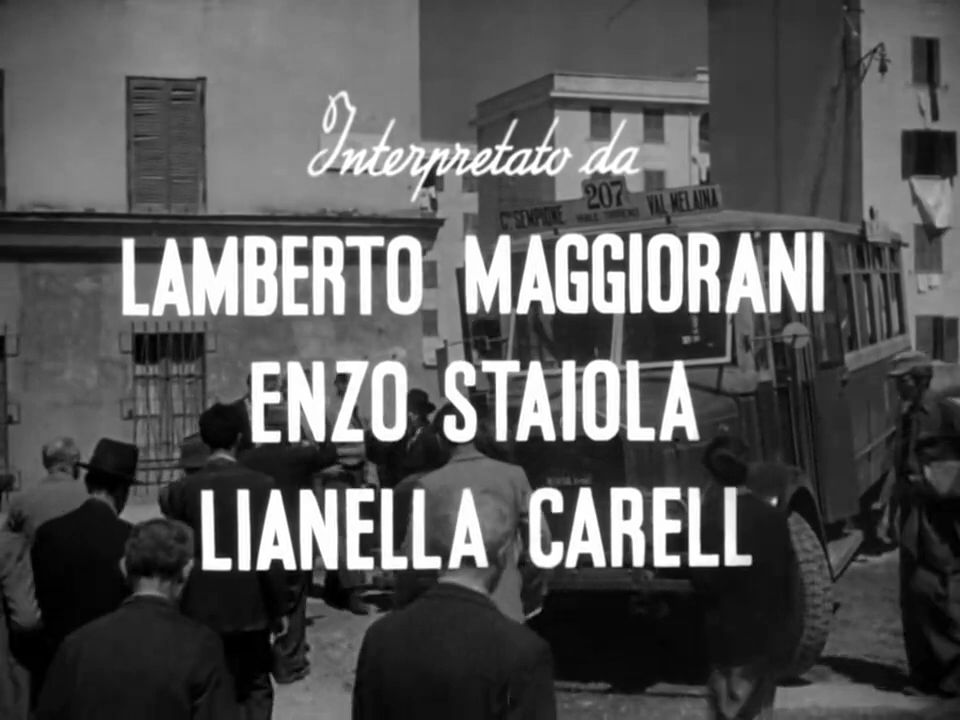 Interpretato da
207
C.so SEMPIONE
VAL MELAINA
LAMBERTO MAGGIORANI
ENZO STAIOLA
LIANELLA CARELL